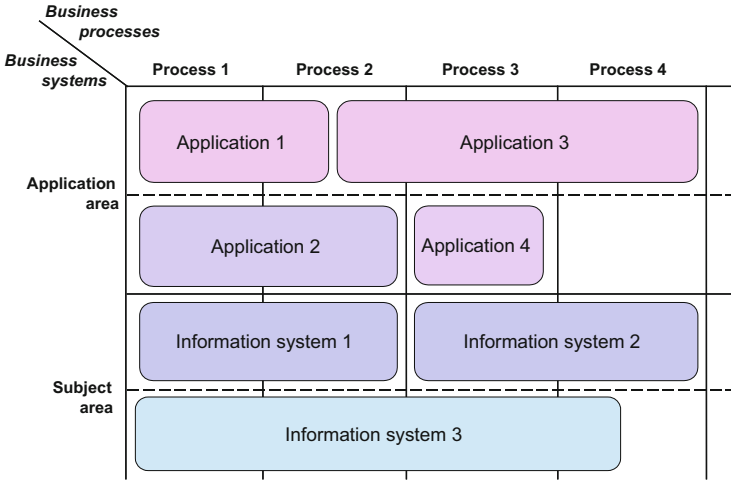 Business
processes
Business
systems
Process 1 Process 2 Process 3 Process 4
Application 1 Application 3
Application
area
Application 2 Application 4
Information system 1 Information system 2
Subject
area
Information system 3